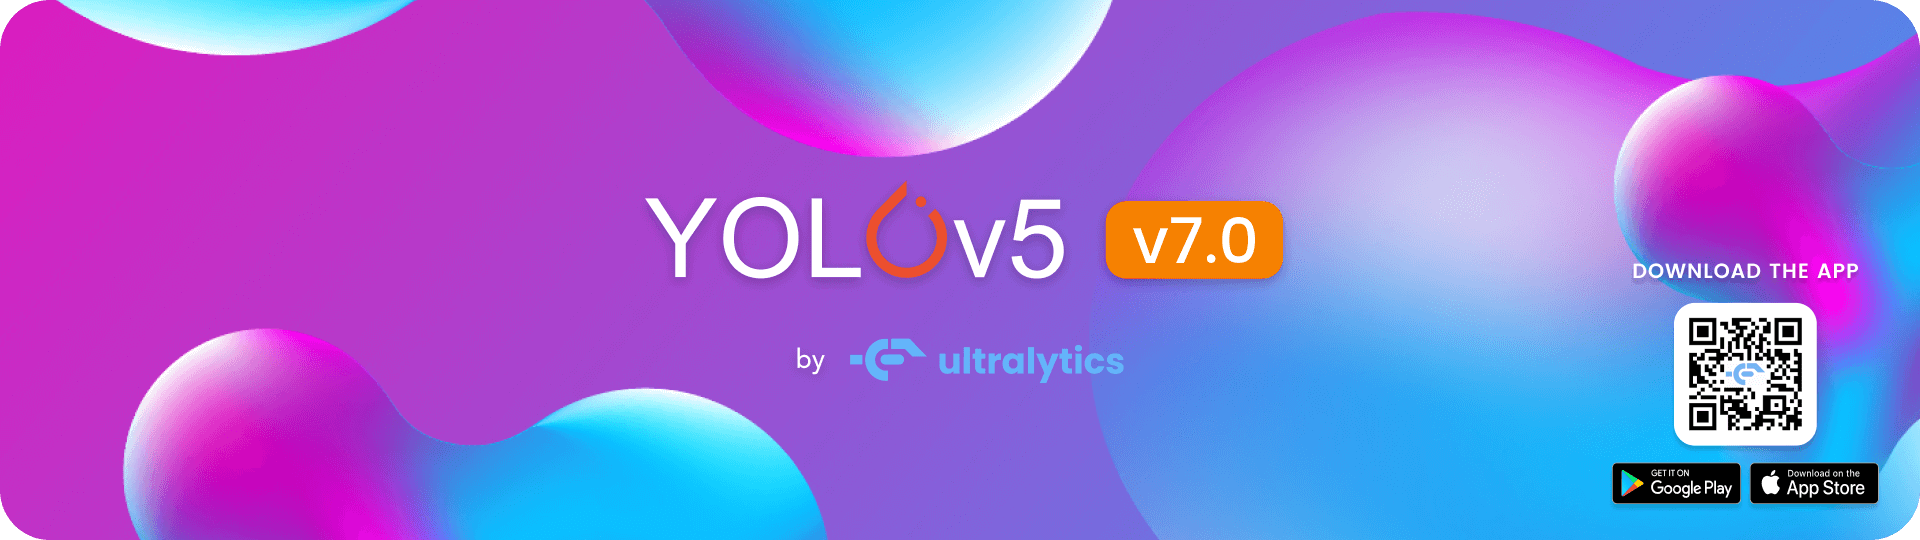 YOLOv5 v7.0
by ultralytics
DOWNLOAD THE APP
GET IT ON
Google Play
Download on the
App Store